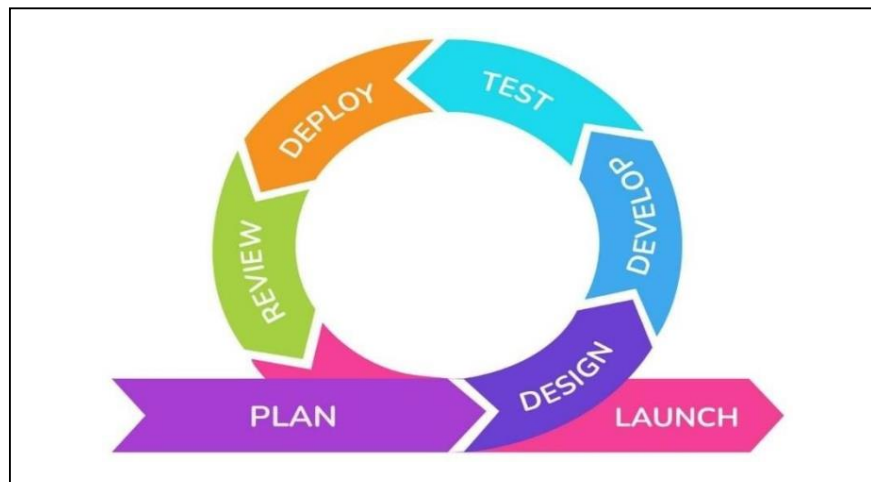 PLAN
DESIGN
DEVELOP
TEST
DEPLOY
REVIEW
LAUNCH